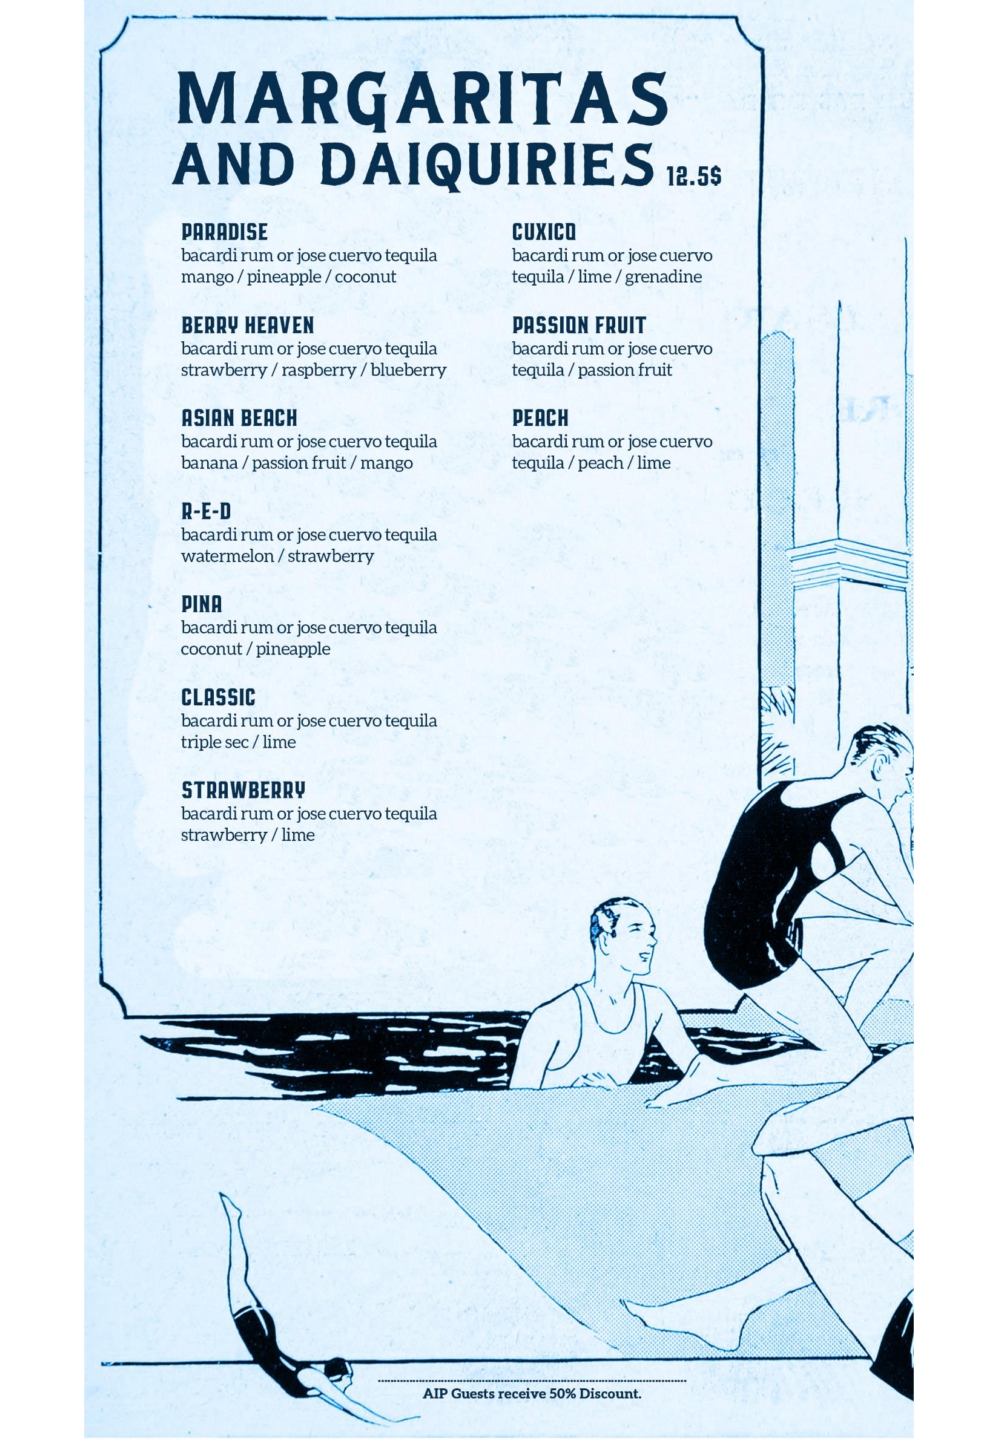 MARGARITAS
AND DAIQUIRIES 12.5$
PARADISE
bacardi rum or jose cuervo tequila
mango / pineapple / coconut
BERRY HEAVEN
bacardi rum or jose cuervo tequila
strawberry / raspberry / blueberry
ASIAN BEACH
bacardi rum or jose cuervo tequila
banana / passion fruit / mango
R-E-D
bacardi rum or jose cuervo tequila
watermelon / strawberry
PINA
bacardi rum or jose cuervo tequila
coconut / pineapple
CLASSIC
bacardi rum or jose cuervo tequila
triple sec / lime
STRAWBERRY
bacardi rum or jose cuervo tequila
strawberry / lime
CUXICO
bacardi rum or jose cuervo
tequila / lime / grenadine
PASSION FRUIT
bacardi rum or jose cuervo
tequila / passion fruit
PEACH
bacardi rum or jose cuervo
tequila / peach / lime
AIP Guests receive 50% Discount.